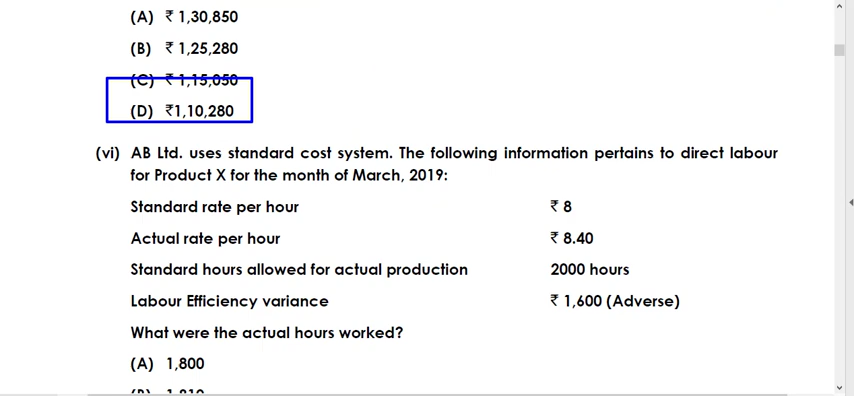 (A) ₹ 1,30,850
(B) ₹ 1,25,280
(C) ₹ 1,15,050
(D) ₹1,10,280
(vi) AB Ltd. uses standard cost system. The following information pertains to direct labour
for Product X for the month of March, 2019:
Standard rate per hour ₹ 8
Actual rate per hour ₹ 8.40
Standard hours allowed for actual production 2000 hours
Labour Efficiency variance ₹ 1,600 (Adverse)
What were the actual hours worked?
(A) 1,800